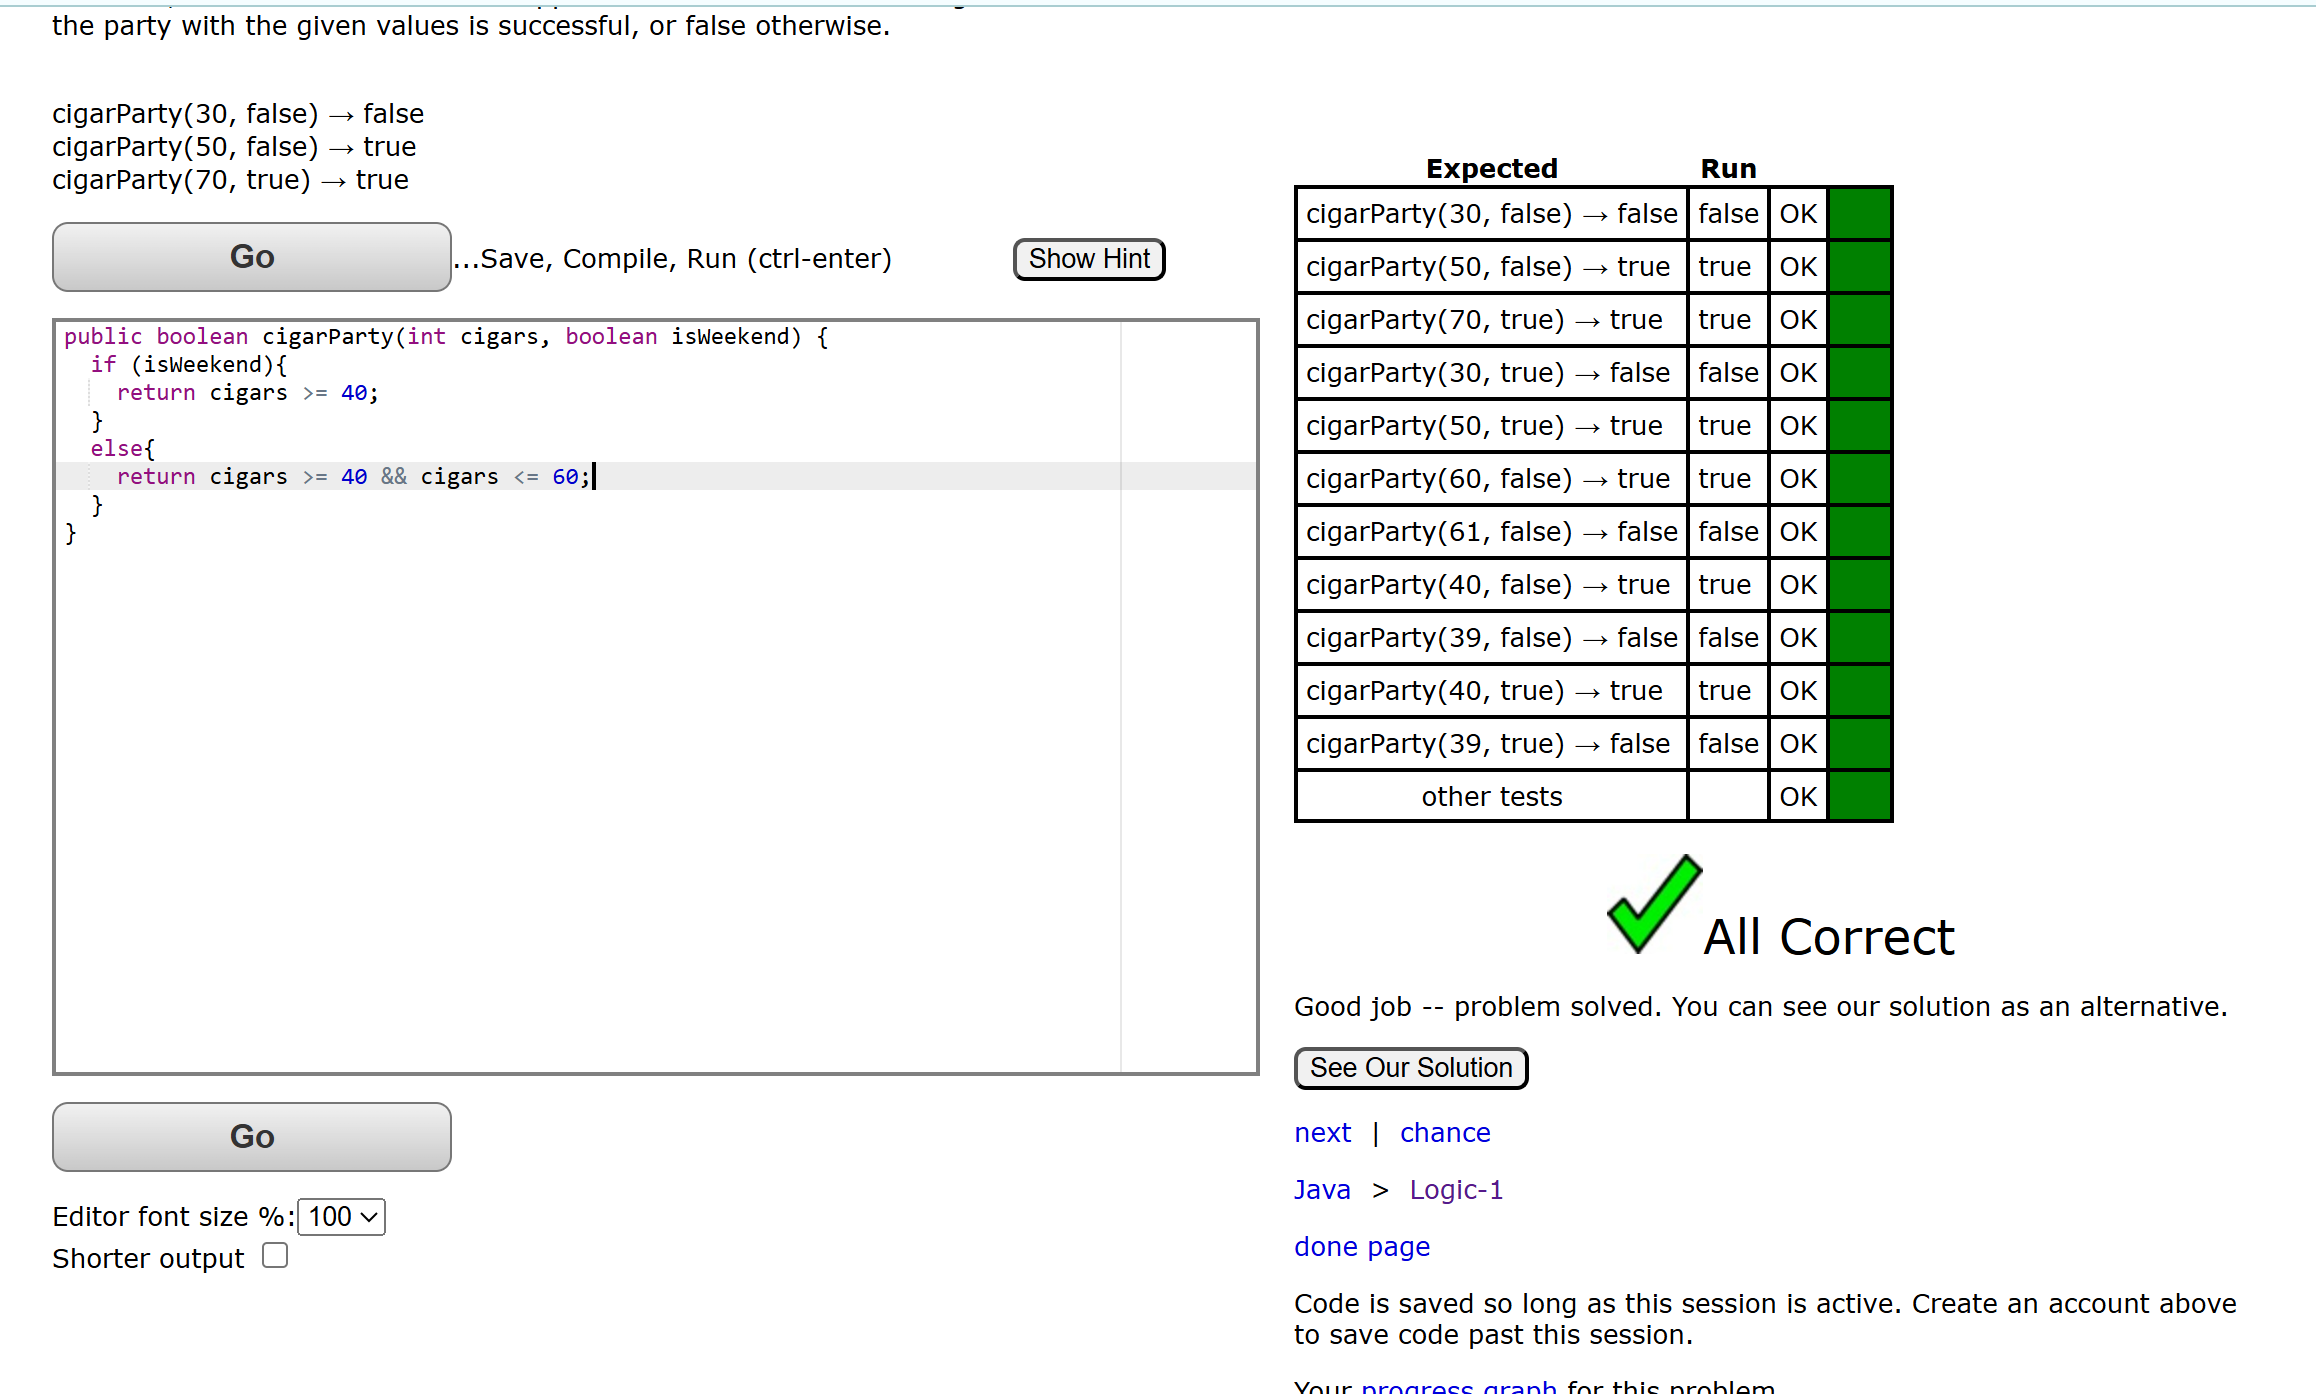 the party with the given values is successful, or false otherwise.
cigarParty(30, false) → false
cigarParty(50, false) → true
cigarParty(70, true) → true
Go
...Save, Compile, Run (ctrl-enter)
Show Hint
public boolean cigarParty(int cigars, boolean isWeekend) {
  if (isWeekend){
    return cigars >= 40;
  }
  else{
    return cigars >= 40 && cigars <= 60;
  }
}
Go
Editor font size %: 100
Shorter output
Expected Run
cigarParty(30, false) → false false OK
cigarParty(50, false) → true true OK
cigarParty(70, true) → true true OK
cigarParty(30, true) → false false OK
cigarParty(50, true) → true true OK
cigarParty(60, false) → true true OK
cigarParty(61, false) → false false OK
cigarParty(40, false) → true true OK
cigarParty(39, false) → false false OK
cigarParty(40, true) → true true OK
cigarParty(39, true) → false false OK
other tests OK
All Correct
Good job -- problem solved. You can see our solution as an alternative.
See Our Solution
next | chance
Java > Logic-1
done page
Code is saved so long as this session is active. Create an account above
to save code past this session.
Your progress graph for this problem